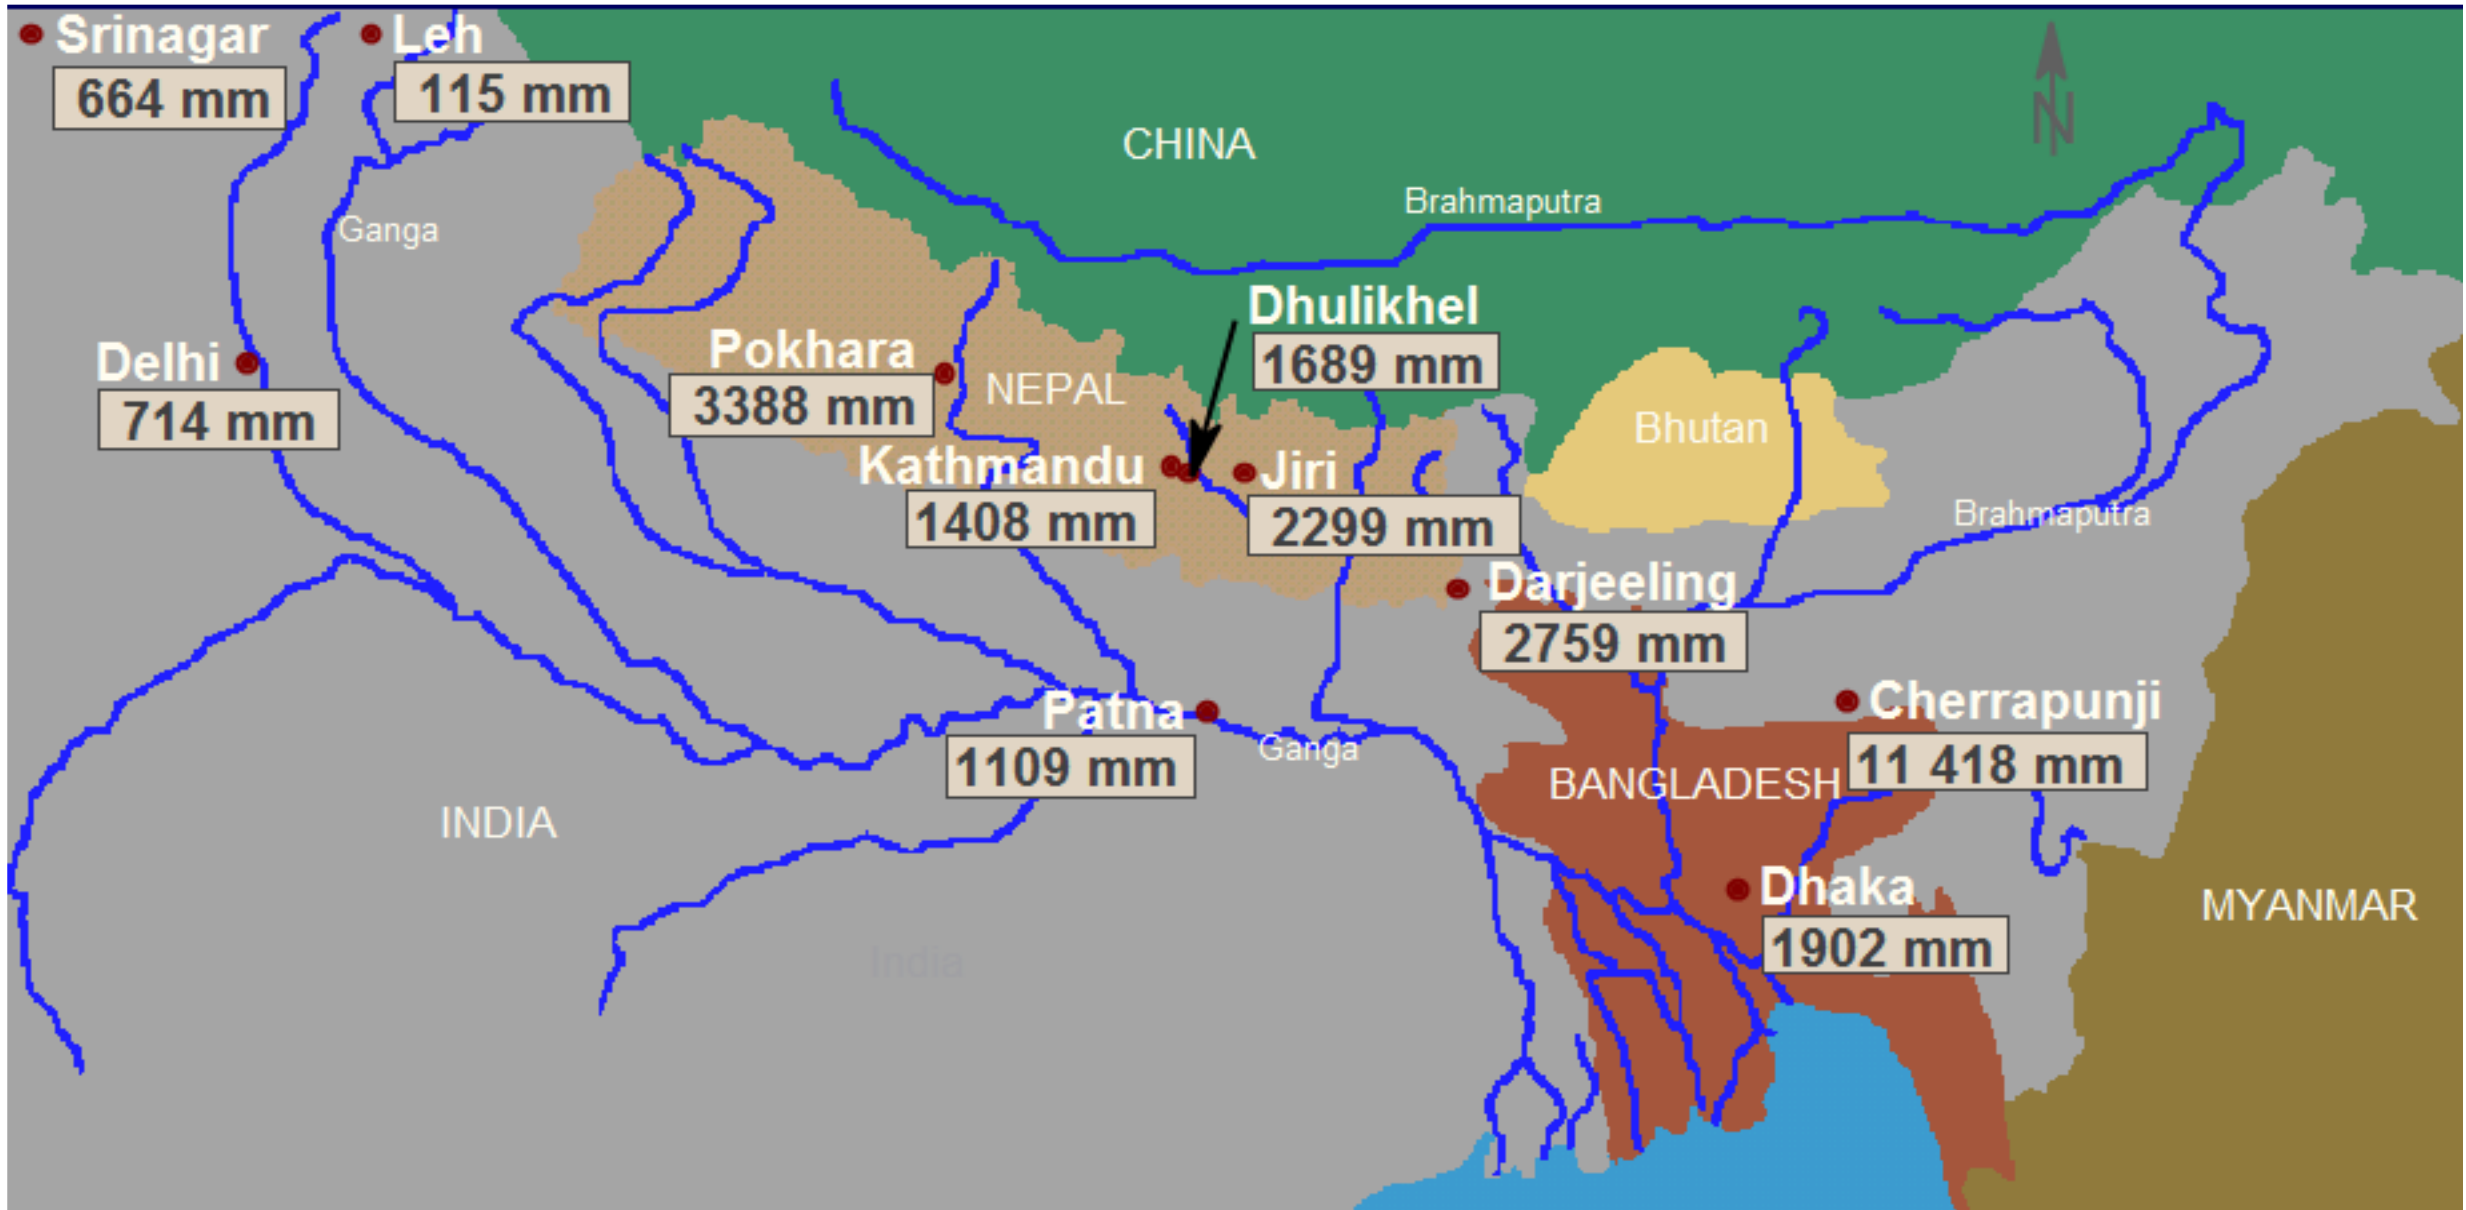 Srinagar
664 mm
Leh
115 mm
CHINA
N
Brahmaputra
Ganga
Dhulikhel
1689 mm
Delhi
714 mm
Pokhara
3388 mm
NEPAL
Bhutan
Kathmandu
1408 mm
Jiri
2299 mm
Brahmaputra
Darjeeling
2759 mm
Patna
1109 mm
Ganga
Cherrapunji
11 418 mm
BANGLADESH
INDIA
Dhaka
1902 mm
MYANMAR
India